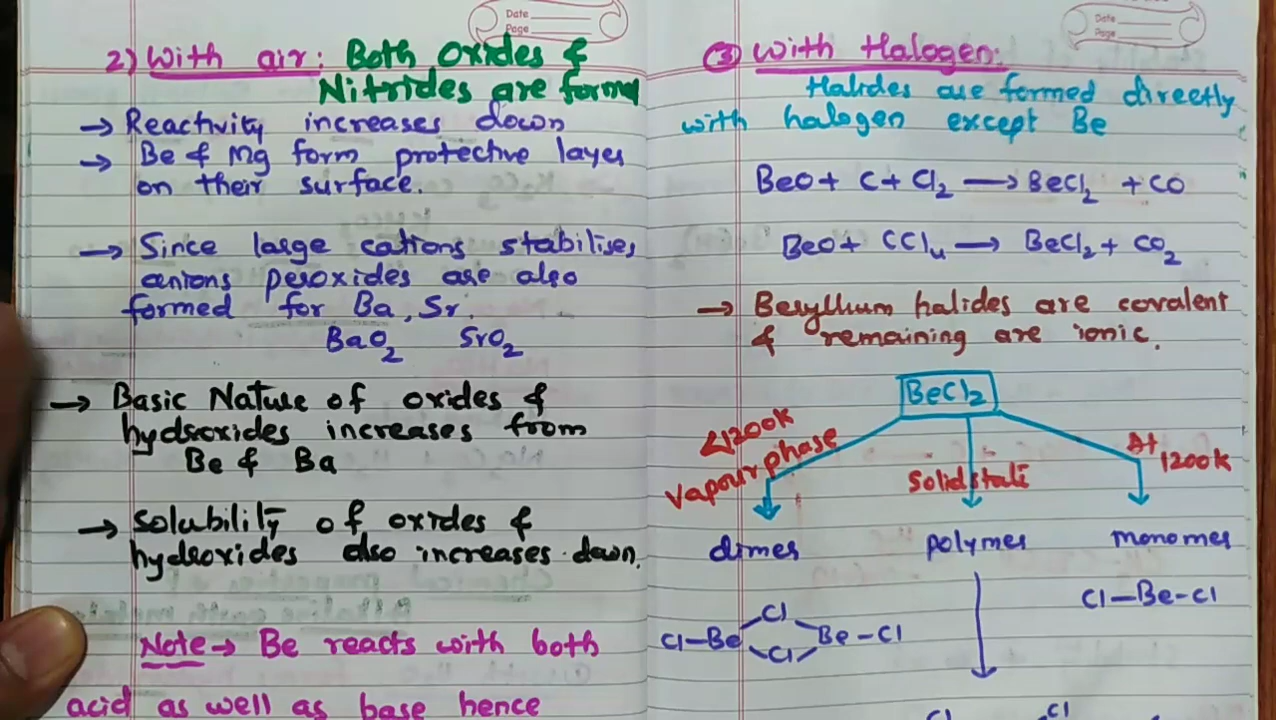 Date
Page
2) With air: Both Oxides &
Nitrides are formed
→ Reactivity increases down
→ Be & Mg form protective layer
on their surface.
→ Since large cations stabilises
anions peroxides are also
formed for Ba, Sr.
BaO2 SrO2
→ Basic Nature of oxides &
hydroxides increases from
Be & Ba
→ Solubility of oxides &
hydroxides also increases down.
Note → Be reacts with both
acid as well as base hence
Date
Page
(3) With Halogen:
Halides are formed directly
with halogen except Be
BeO + C + Cl2 → BeCl2 + CO
BeO + CCl4 → BeCl2 + CO2
→ Beryllium halides are covalent
& remaining are ionic.
BeCl2
<1200k
Vapour phase
Solid state
At
1200k
dimer polymer monomer
Cl-Be-Cl
Cl
Cl-Be Be-Cl
Cl
Cl Cl